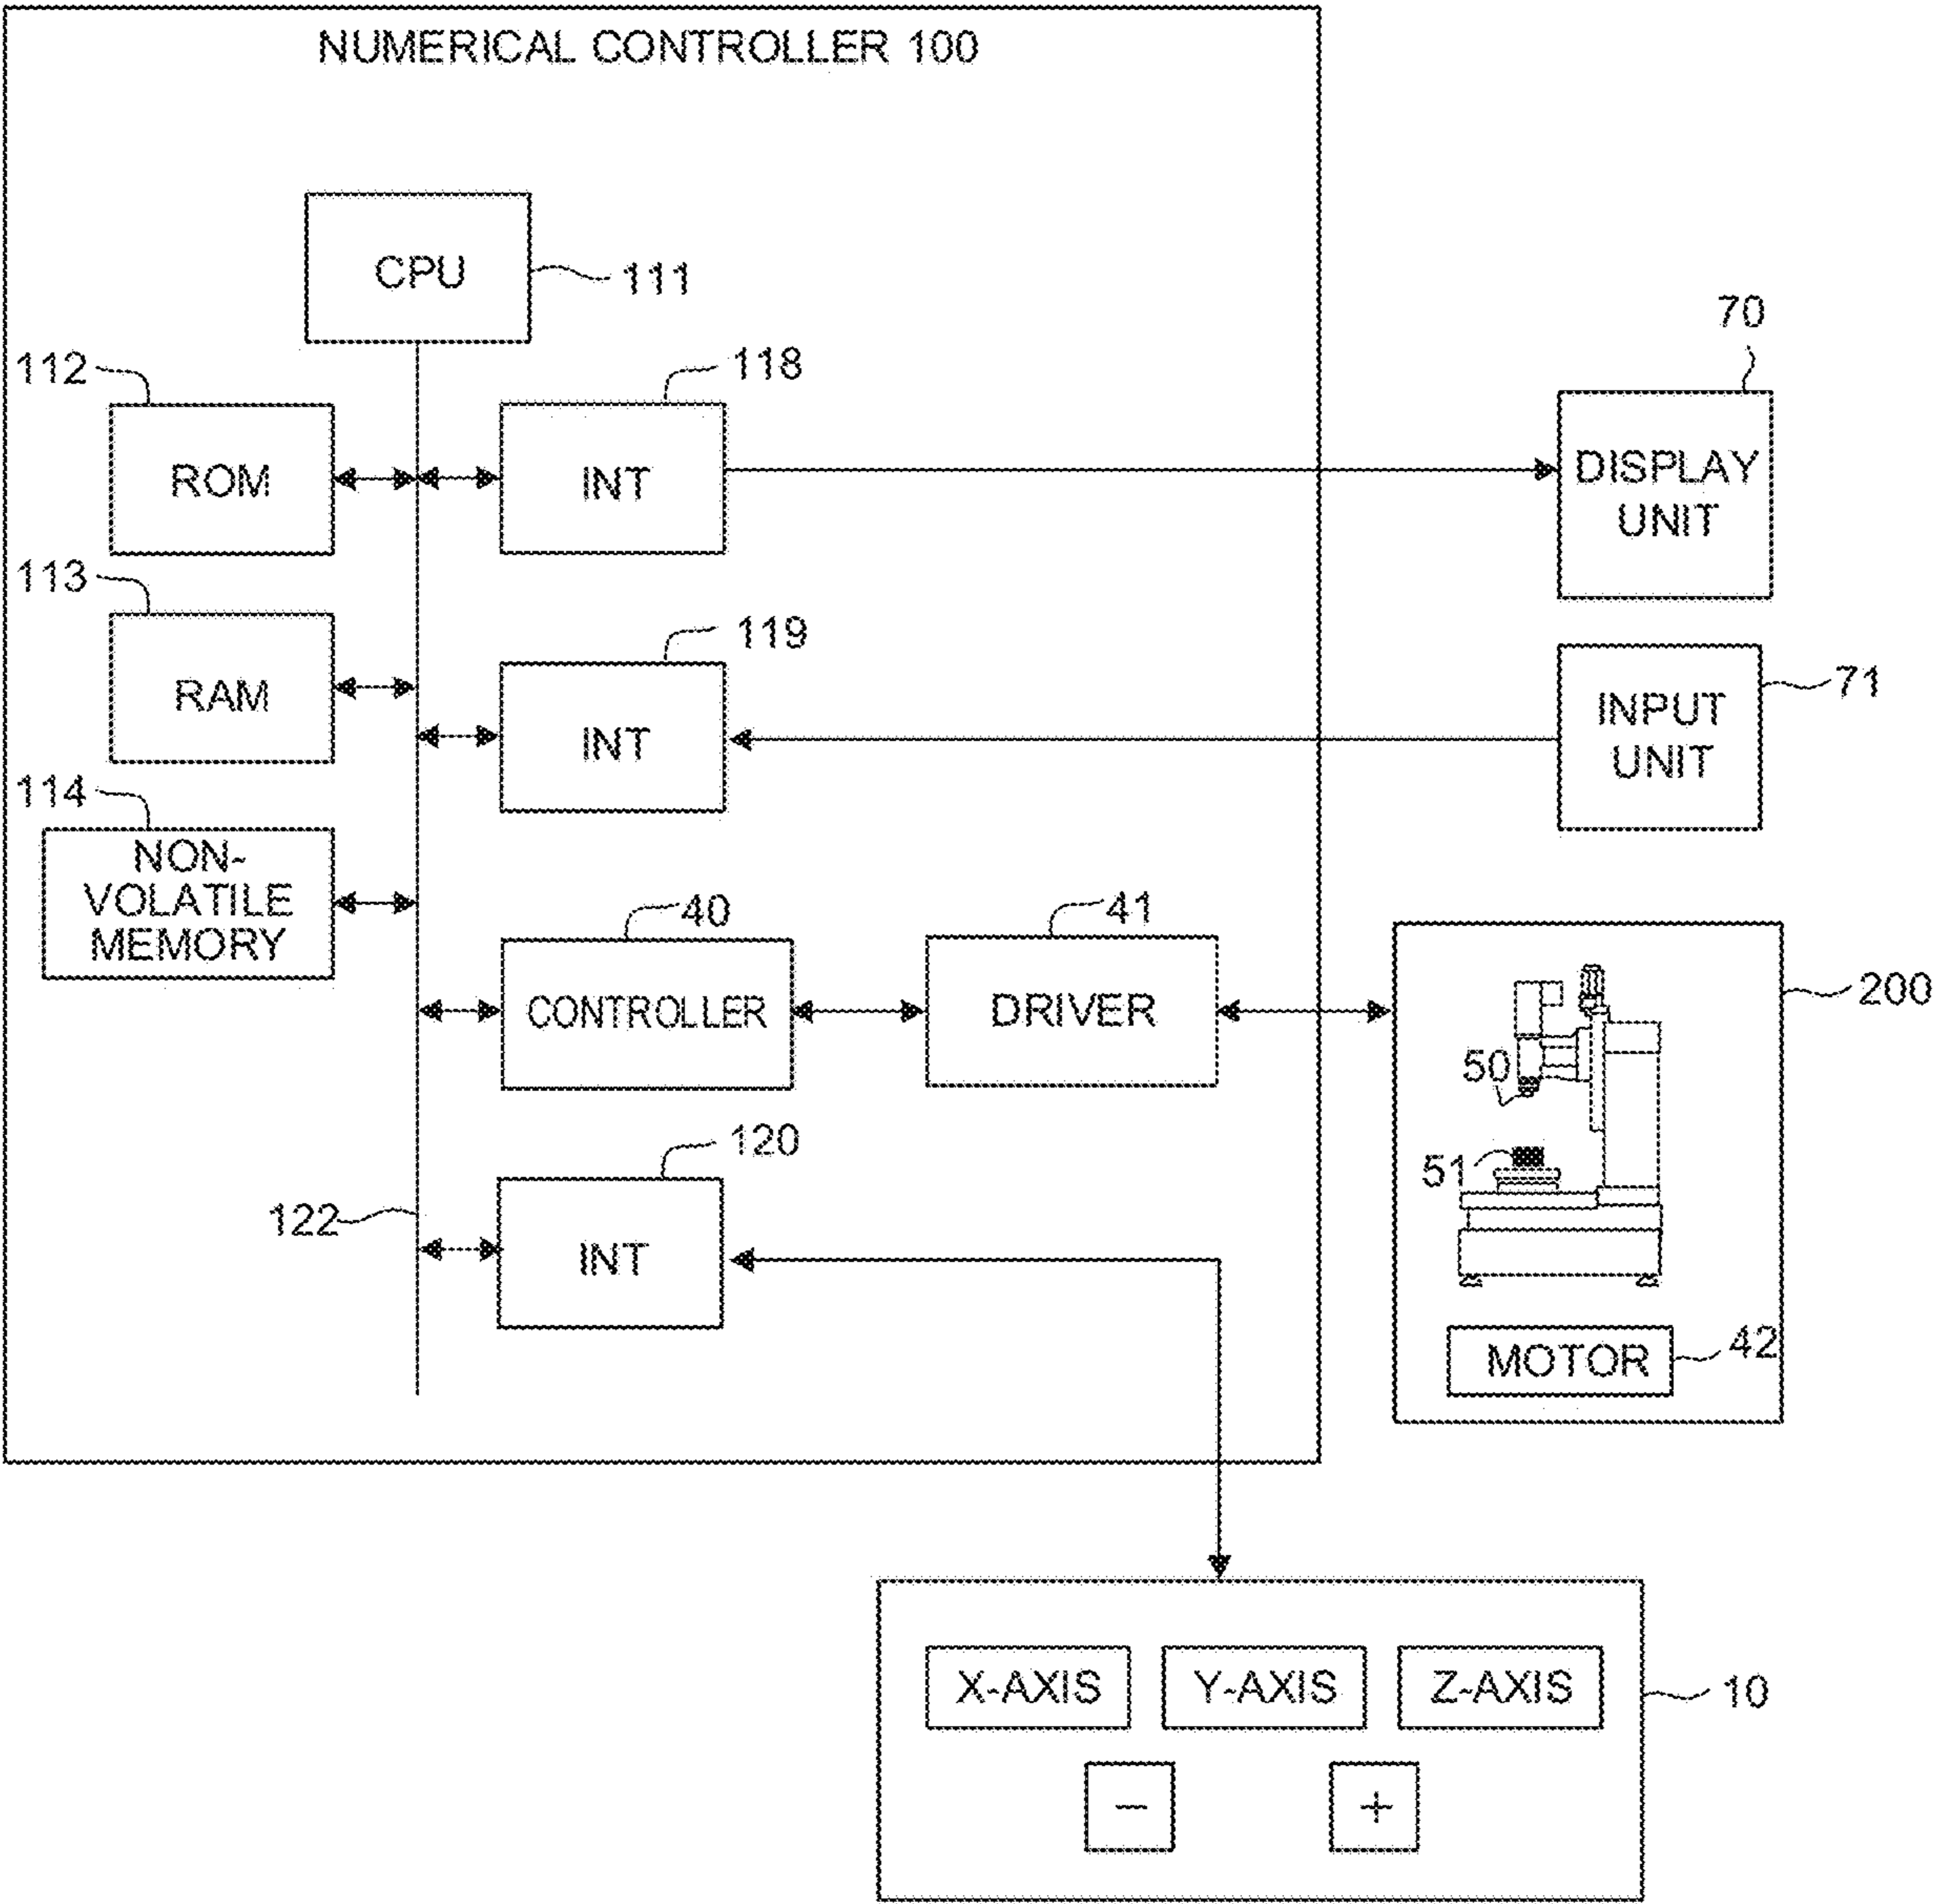 NUMERICAL CONTROLLER 100
CPU
111
112
ROM
118
INT
70
DISPLAY
UNIT
113
RAM
119
INT
INPUT
UNIT
71
114
NON-
VOLATILE
MEMORY
40
CONTROLLER
41
DRIVER
200
50
51
MOTOR
42
120
INT
122
X-AXIS
Y-AXIS
Z-AXIS
10
−
+